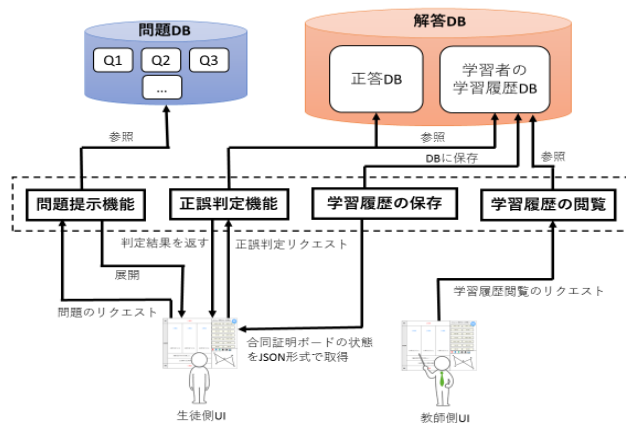 問題DB
Q1
Q2
Q3
...
解答DB
正答DB
学習者の
学習履歴DB
参照
参照
DBに保存
参照
問題提示機能
正誤判定機能
学習履歴の保存
学習履歴の閲覧
判定結果を返す
正誤判定リクエスト
展開
問題のリクエスト
学習履歴閲覧のリクエスト
合同証明ボードの状態
をJSON形式で取得
生徒側UI
教師側UI